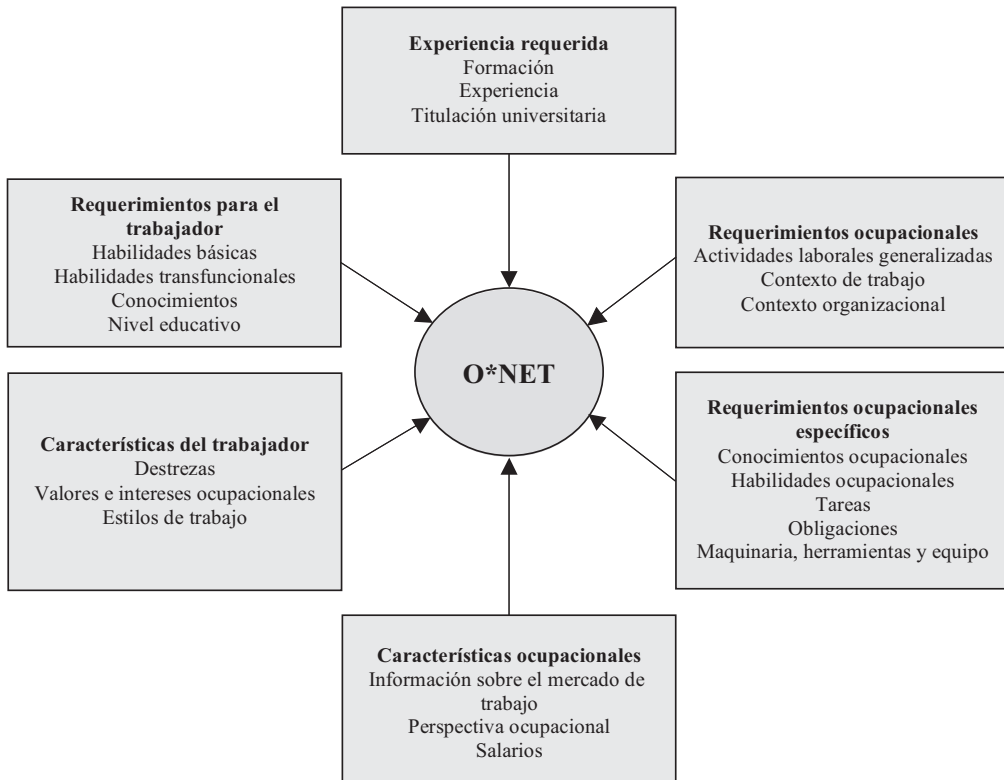 Experiencia requerida
Formación
Experiencia
Titulación universitaria
Requerimientos para el
trabajador
Habilidades básicas
Habilidades transfuncionales
Conocimientos
Nivel educativo
Requerimientos ocupacionales
Actividades laborales generalizadas
Contexto de trabajo
Contexto organizacional
O*NET
Características del trabajador
Destrezas
Valores e intereses ocupacionales
Estilos de trabajo
Requerimientos ocupacionales
específicos
Conocimientos ocupacionales
Habilidades ocupacionales
Tareas
Obligaciones
Maquinaria, herramientas y equipo
Características ocupacionales
Información sobre el mercado de
trabajo
Perspectiva ocupacional
Salarios